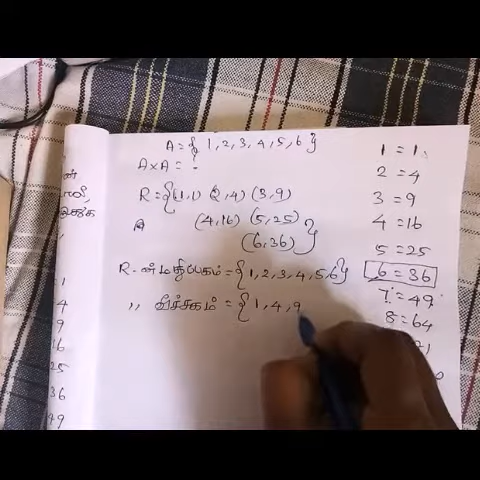 A = { 1, 2, 3, 4, 5, 6 }
A x A =
R = { (1,1) (2,4) (3,9)
(4,16) (5,25)
(6,36) }
R-ன் மதிப்பகம் = { 1, 2, 3, 4, 5, 6 }
,, வீச்சகம் = { 1, 4, 9
1 = 1
2 = 4
3 = 9
4 = 16
5 = 25
6 = 36
7 = 49
8 = 64
4
9
16
25
36
49